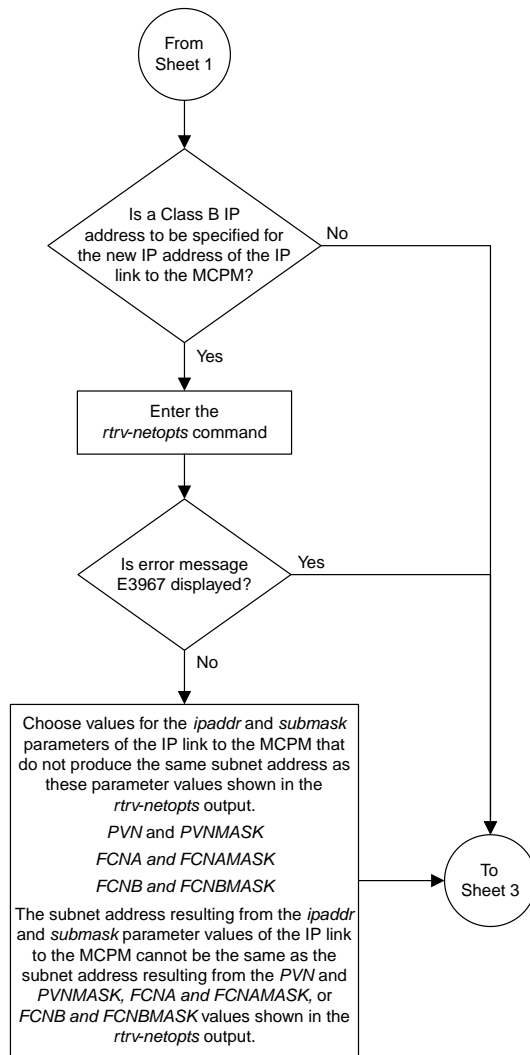 From
Sheet 1
Is a Class B IP
address to be specified for
the new IP address of the IP
link to the MCPM?
No
Yes
Enter the
rtrv-netopts command
Is error message
E3967 displayed?
Yes
No
Choose values for the ipaddr and submask
parameters of the IP link to the MCPM that
do not produce the same subnet address as
these parameter values shown in the
rtrv-netopts output.
PVN and PVNMASK
FCNA and FCNAMASK
FCNB and FCNBMASK
The subnet address resulting from the ipaddr
and submask parameter values of the IP link
to the MCPM cannot be the same as the
subnet address resulting from the PVN and
PVNMASK, FCNA and FCNAMASK, or
FCNB and FCNBMASK values shown in the
rtrv-netopts output.
To
Sheet 3